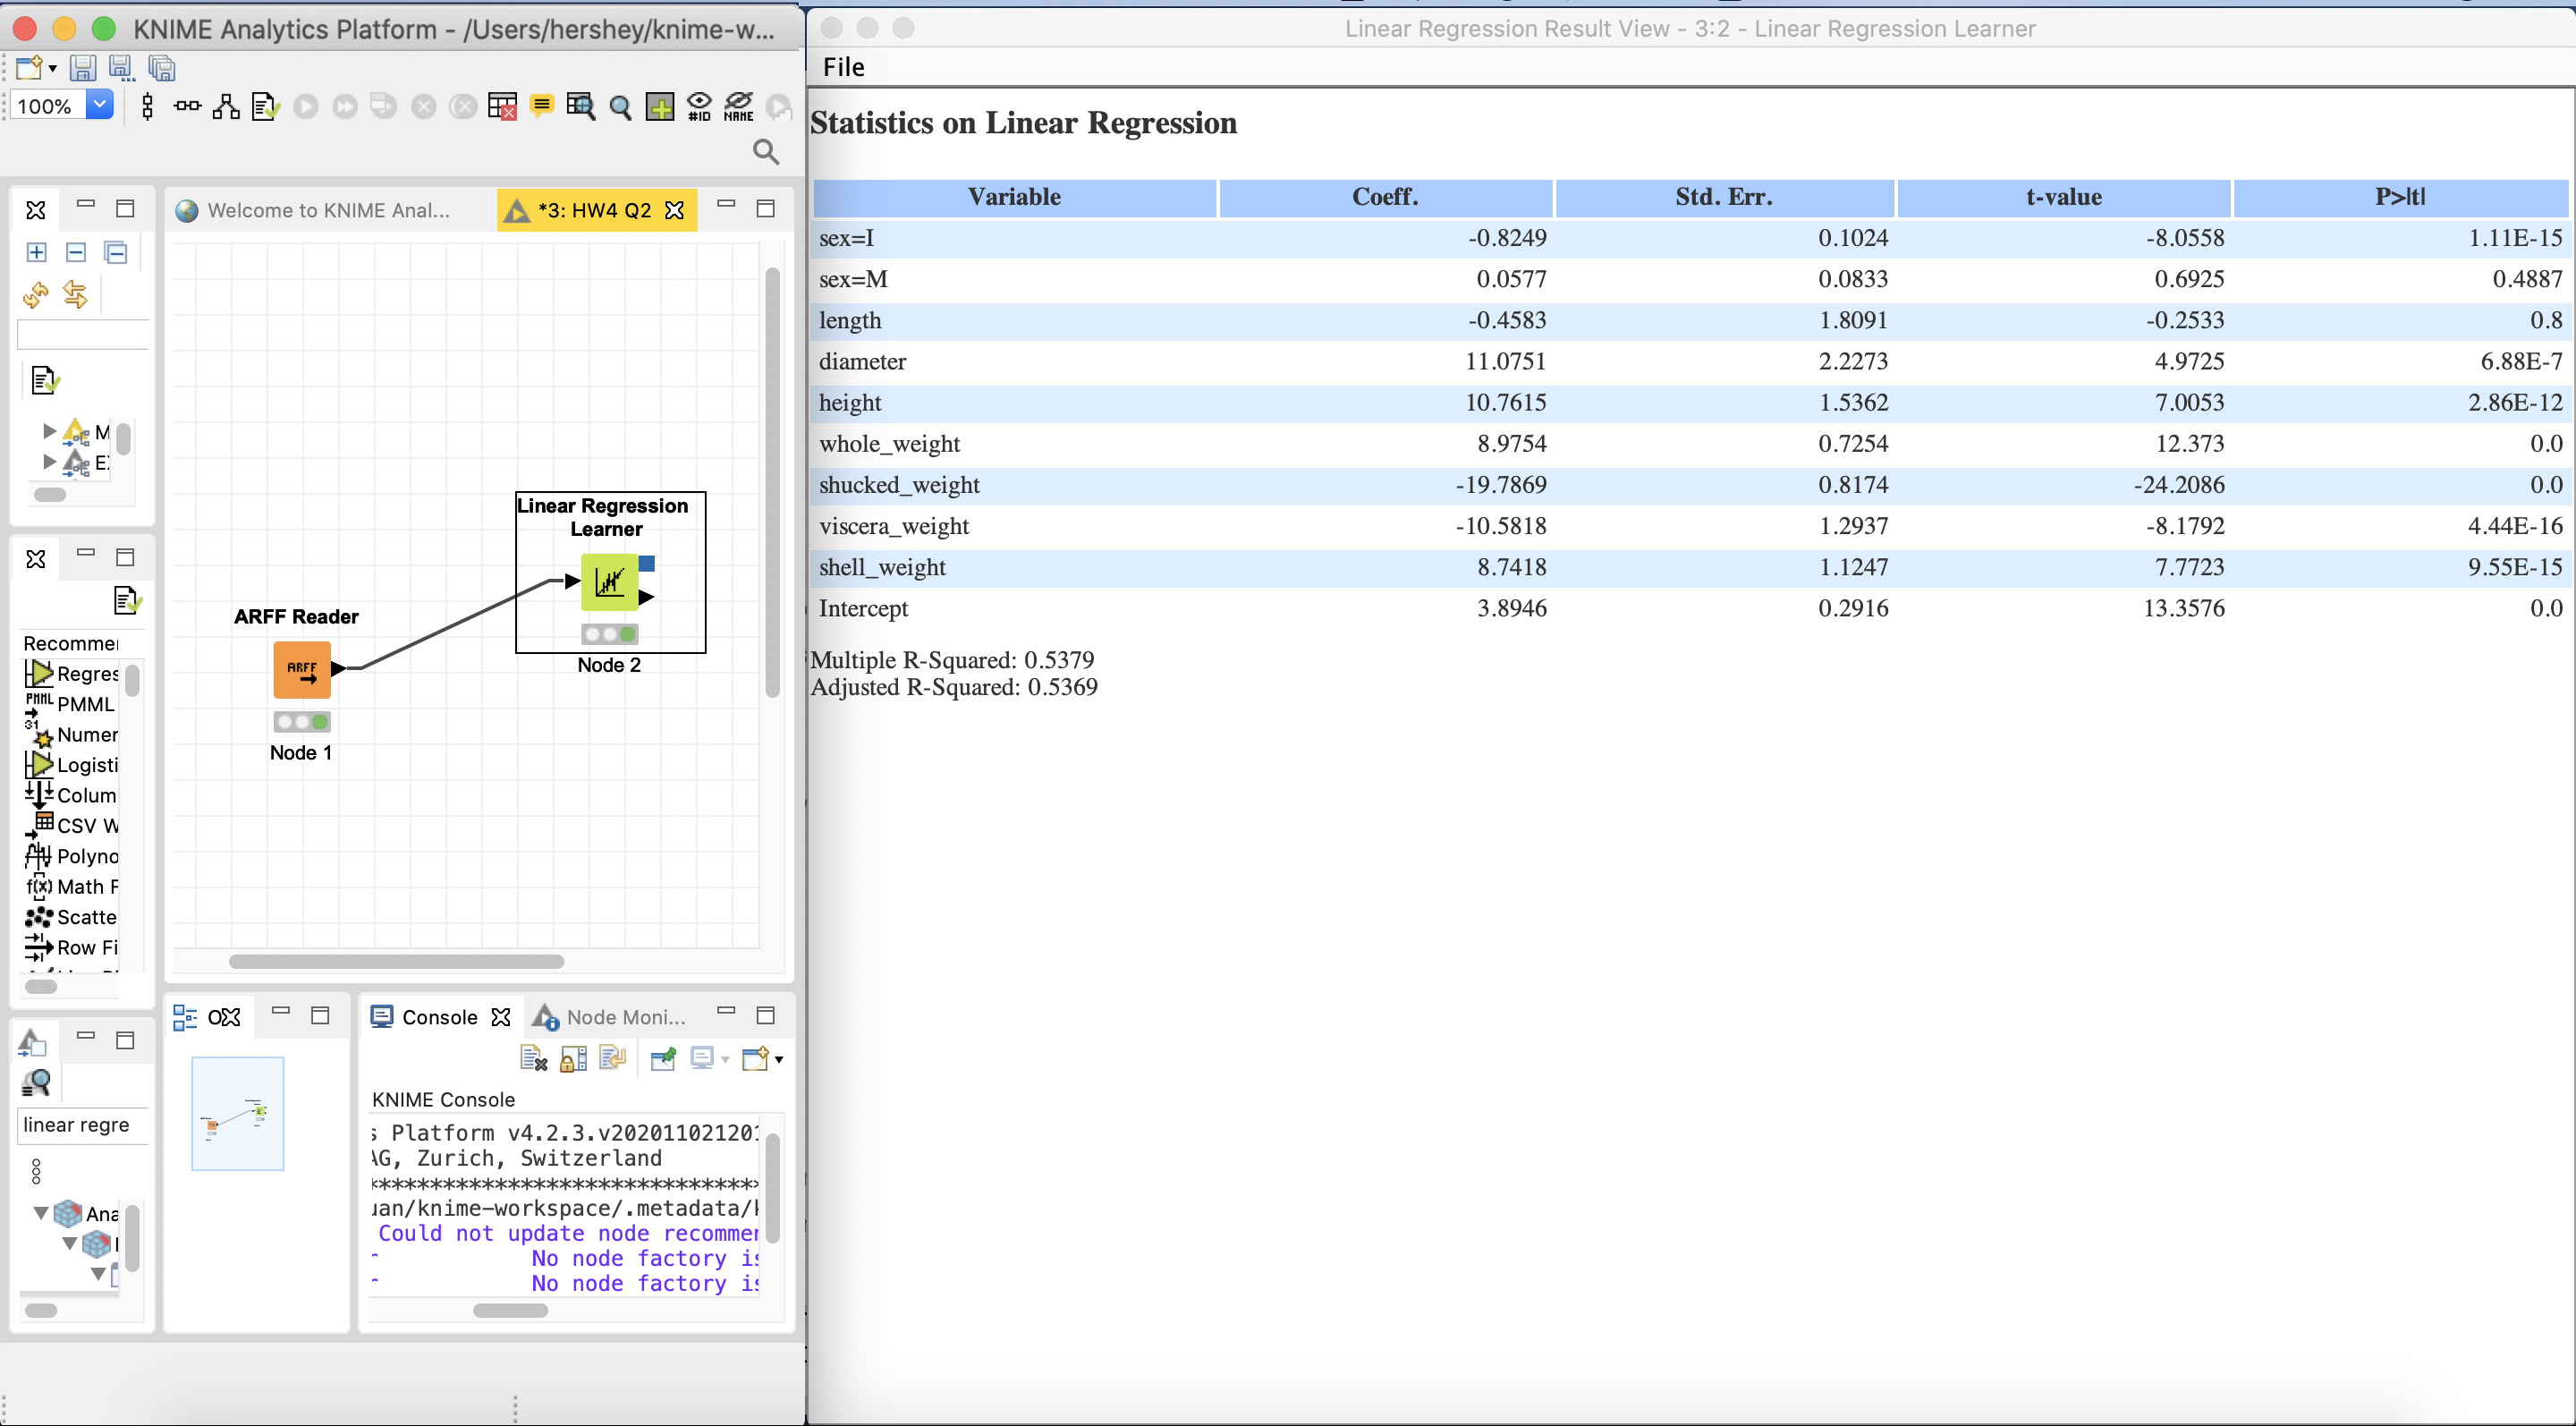 KNIME Analytics Platform - /Users/hershey/knime-w...
100%
#ID
NAME
Welcome to KNIME Anal...
*3: HW4 Q2
M
Linear Regression
Learner
Node 2
ARFF Reader
ARFF
Node 1
Regres
PMML
PMML
Numer
Logisti
Colum
CSV W
Polyno
f(x) Math F
Scatte
Row Fi
Console
Node Moni...
KNIME Console
s Platform v4.2.3.v202011021201
AG, Zurich, Switzerland
uan/knime-workspace/.metadata/k
Could not update node recommen
No node factory is
No node factory is
linear regre
Ana
Linear Regression Result View - 3:2 - Linear Regression Learner
File
Statistics on Linear Regression
Variable Coeff. Std. Err. t-value P>|t|
sex=I -0.8249 0.1024 -8.0558 1.11E-15
sex=M 0.0577 0.0833 0.6925 0.4887
length -0.4583 1.8091 -0.2533 0.8
diameter 11.0751 2.2273 4.9725 6.88E-7
height 10.7615 1.5362 7.0053 2.86E-12
whole_weight 8.9754 0.7254 12.373 0.0
shucked_weight -19.7869 0.8174 -24.2086 0.0
viscera_weight -10.5818 1.2937 -8.1792 4.44E-16
shell_weight 8.7418 1.1247 7.7723 9.55E-15
Intercept 3.8946 0.2916 13.3576 0.0
Multiple R-Squared: 0.5379
Adjusted R-Squared: 0.5369